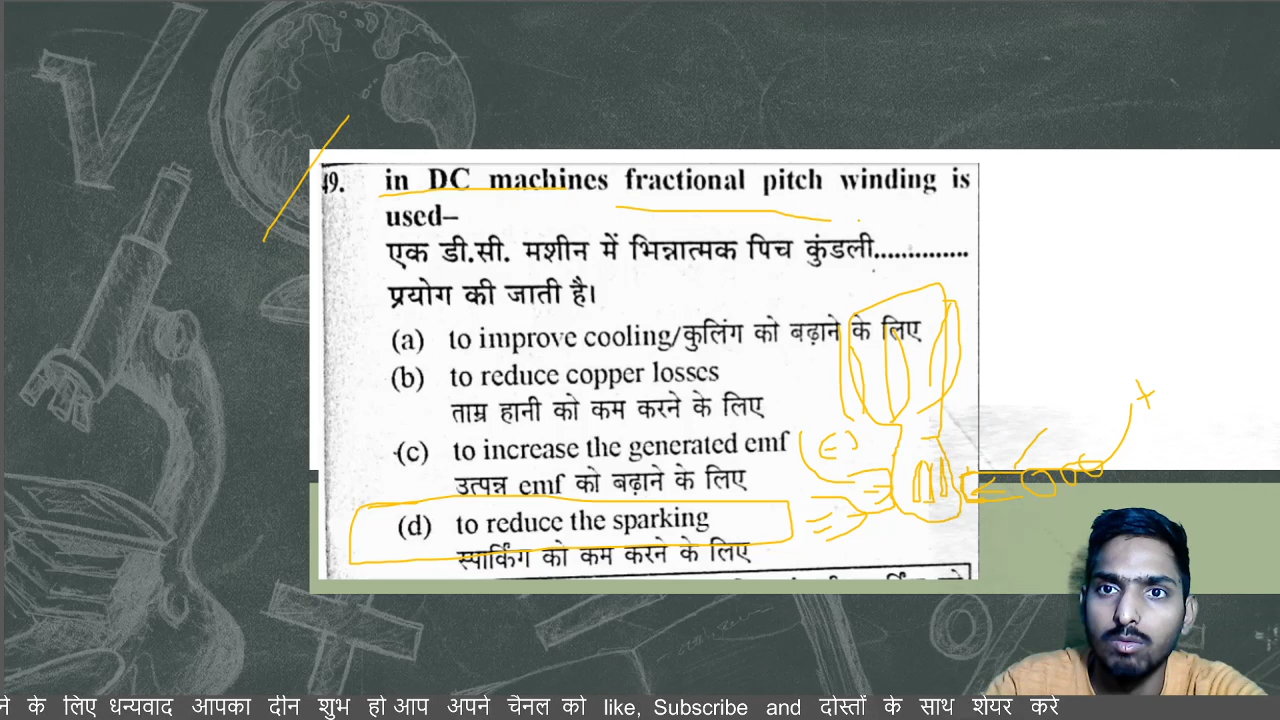 49. in DC machines fractional pitch winding is
used–
एक डी.सी. मशीन में भिन्नात्मक पिच कुंडली..............
प्रयोग की जाती है।
(a) to improve cooling/कुलिंग को बढ़ाने के लिए
(b) to reduce copper losses
ताम्र हानी को कम करने के लिए
(c) to increase the generated emf
उत्पन्न emf को बढ़ाने के लिए
(d) to reduce the sparking
स्पार्किंग को कम करने के लिए
के लिए धन्यवाद आपका दीन शुभ हो आप अपने चैनल को like, Subscribe and दोस्तों के साथ शेयर करें